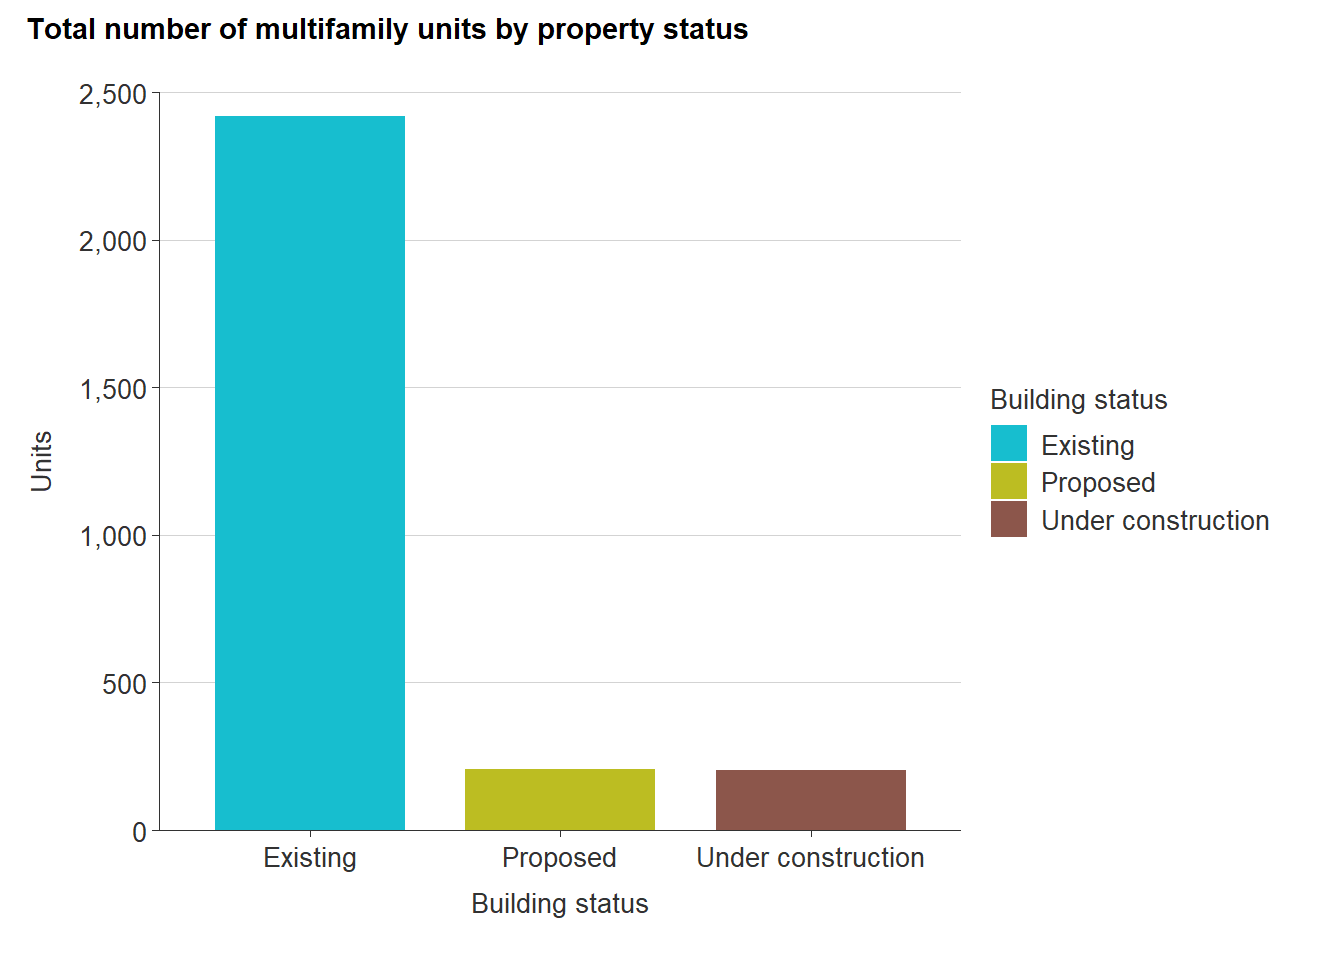 Total number of multifamily units by property status
2,500
2,000
1,500
1,000
500
0
Units
Existing
Proposed
Under construction
Building status
Building status
Existing
Proposed
Under construction